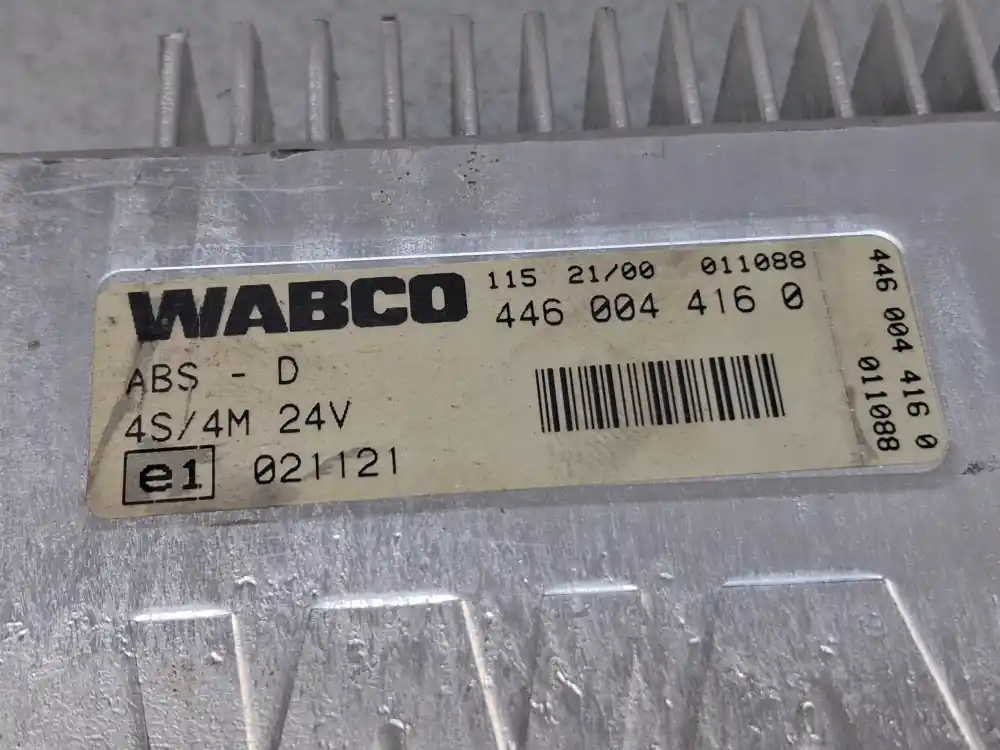 WABCO
115 21/00 011088
446 004 416 0
ABS - D
4S/4M 24V
e1 021121
446 004 416 0
011088